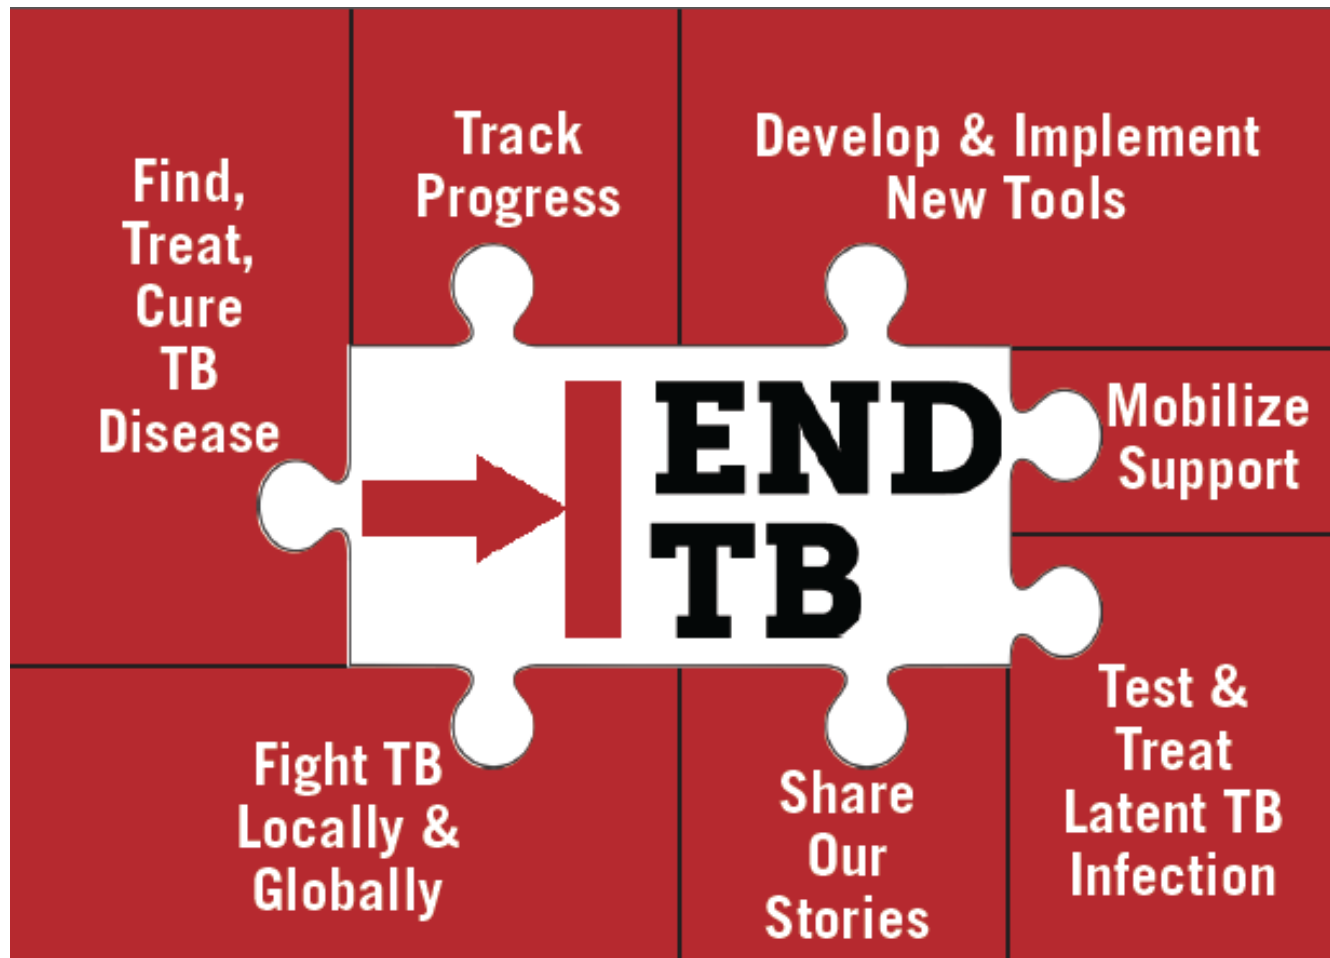 Find,
Treat,
Cure
TB
Disease
Track
Progress
Develop & Implement
New Tools
Mobilize
Support
END
TB
Test &
Treat
Latent TB
Infection
Fight TB
Locally &
Globally
Share
Our
Stories